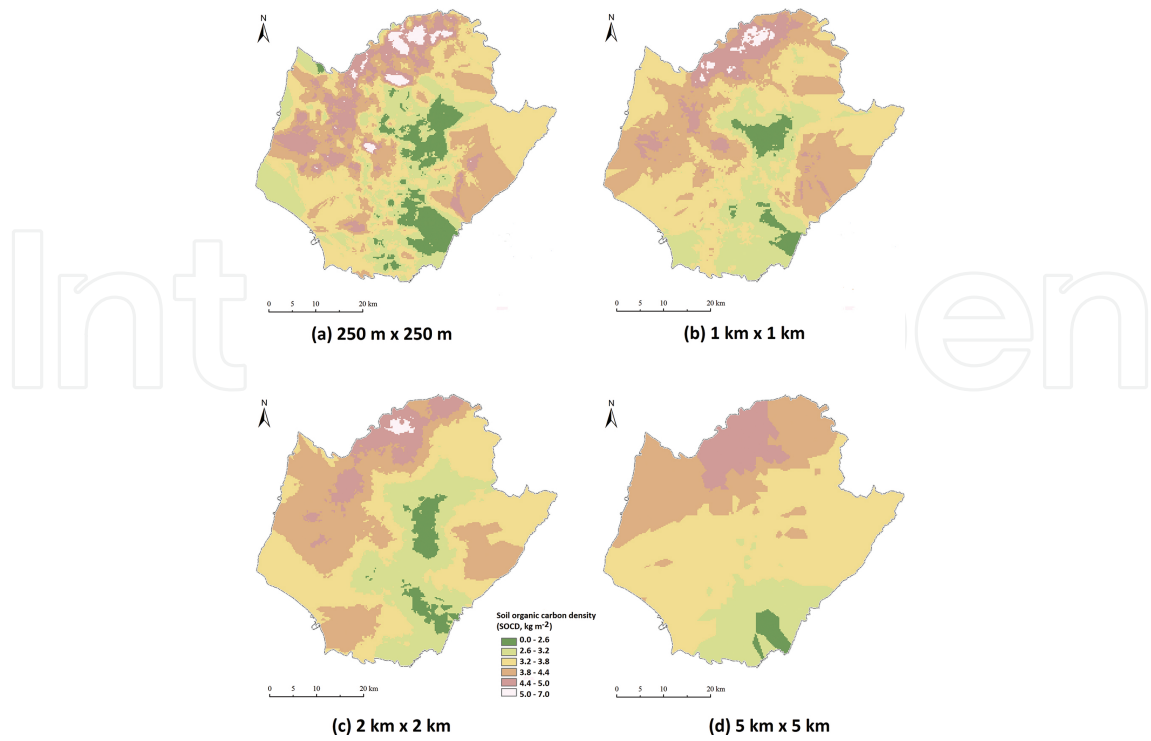 N
N
0 5 10 20 km
0 5 10 20 km
(a) 250 m x 250 m
(b) 1 km x 1 km
Int en
N
N
Soil organic carbon density
(SOCD, kg m-2)
0.0 - 2.6
2.6 - 3.2
3.2 - 3.8
3.8 - 4.4
4.4 - 5.0
5.0 - 7.0
0 5 10 20 km
0 5 10 20 km
(c) 2 km x 2 km
(d) 5 km x 5 km